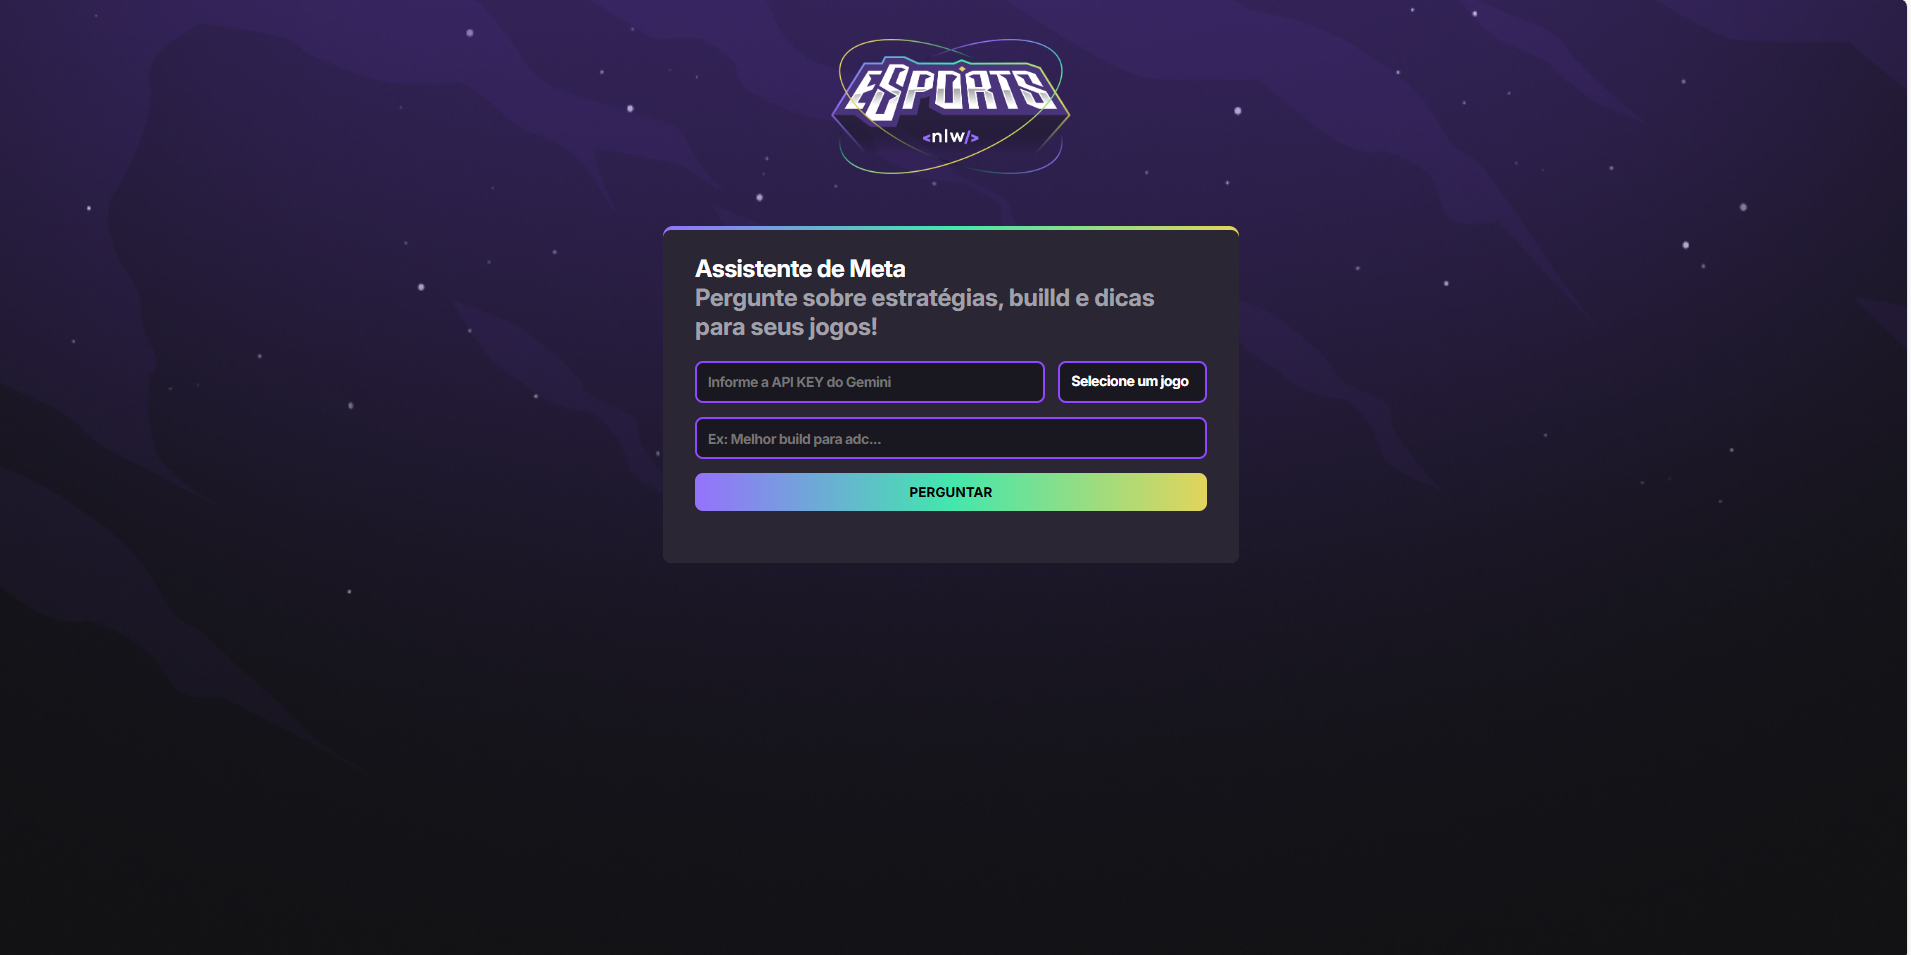 ESPORTS
<nlw/>
Assistente de Meta
Pergunte sobre estratégias, builld e dicas
para seus jogos!
Informe a API KEY do Gemini
Selecione um jogo
Ex: Melhor build para adc...
PERGUNTAR